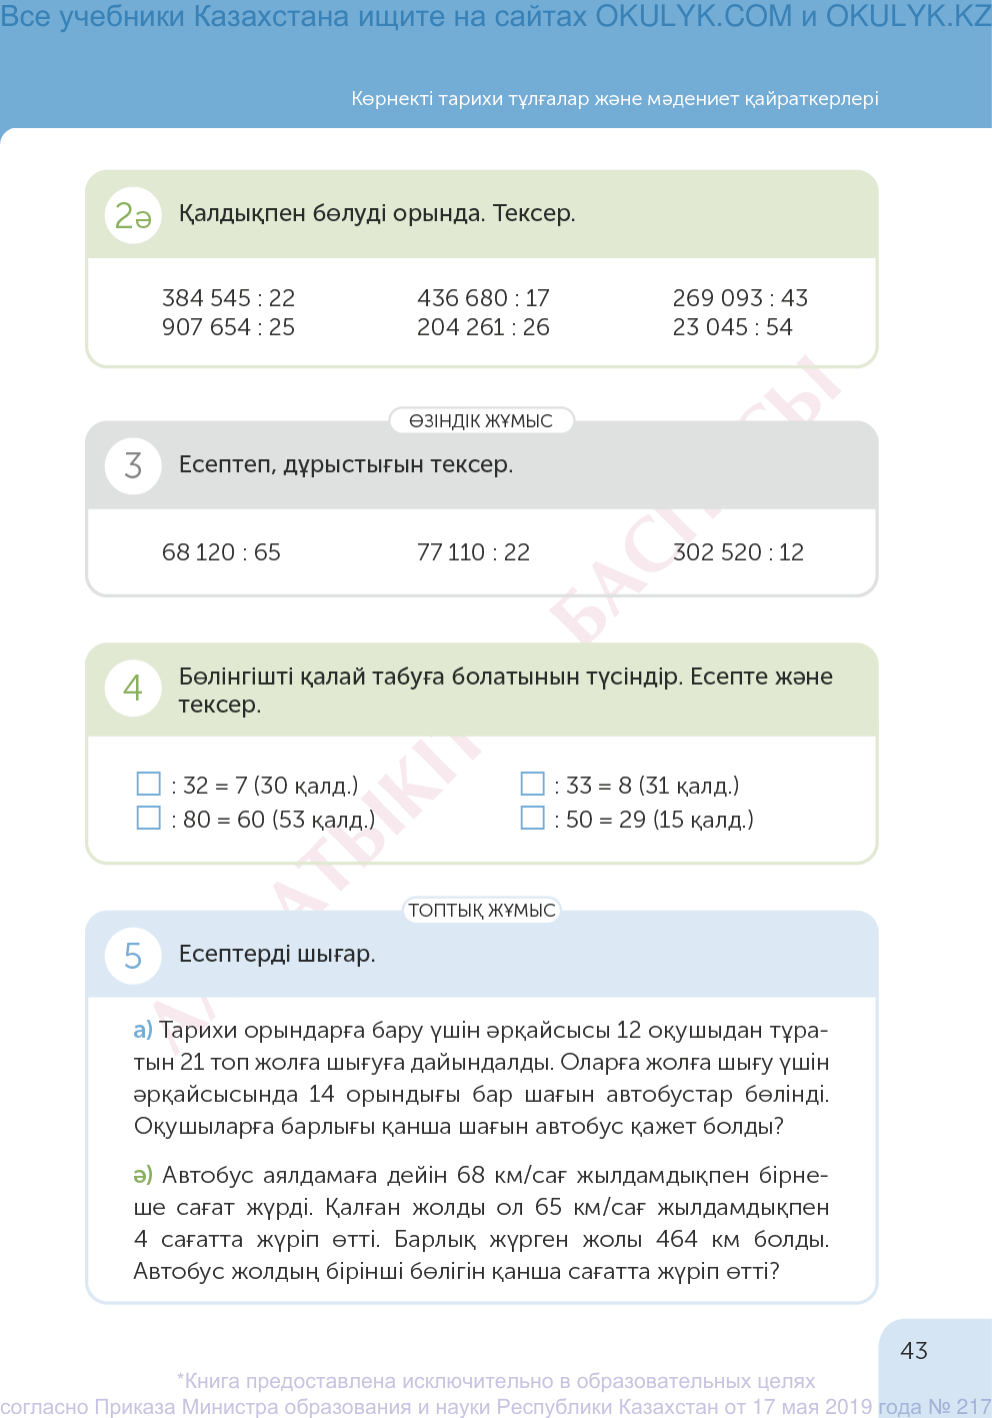 Все учебники Казахстана ищите на сайтах OKULYK.COM и OKULYK.KZ
Көрнекті тарихи тұлғалар және мәдениет қайраткерлері
2ә Қалдықпен бөлуді орында. Тексер.
384 545 : 22 436 680 : 17 269 093 : 43
907 654 : 25 204 261 : 26 23 045 : 54
ӨЗІНДІК ЖҰМЫС
3 Есептеп, дұрыстығын тексер.
68 120 : 65 77 110 : 22 302 520 : 12
4 Бөлінгішті қалай табуға болатынын түсіндір. Есепте және
тексер.
: 32 = 7 (30 қалд.) : 33 = 8 (31 қалд.)
: 80 = 60 (53 қалд.) : 50 = 29 (15 қалд.)
ТОПТЫҚ ЖҰМЫС
5 Есептерді шығар.
а) Тарихи орындарға бару үшін әрқайсысы 12 оқушыдан тұра-
тын 21 топ жолға шығуға дайындалды. Оларға жолға шығу үшін
әрқайсысында 14 орындығы бар шағын автобустар бөлінді.
Оқушыларға барлығы қанша шағын автобус қажет болды?
ә) Автобус аялдамаға дейін 68 км/сағ жылдамдықпен бірне-
ше сағат жүрді. Қалған жолды ол 65 км/сағ жылдамдықпен
4 сағатта жүріп өтті. Барлық жүрген жолы 464 км болды.
Автобус жолдың бірінші бөлігін қанша сағатта жүріп өтті?
43
*Книга предоставлена исключительно в образовательных целях
согласно Приказа Министра образования и науки Республики Казахстан от 17 мая 2019 года № 217